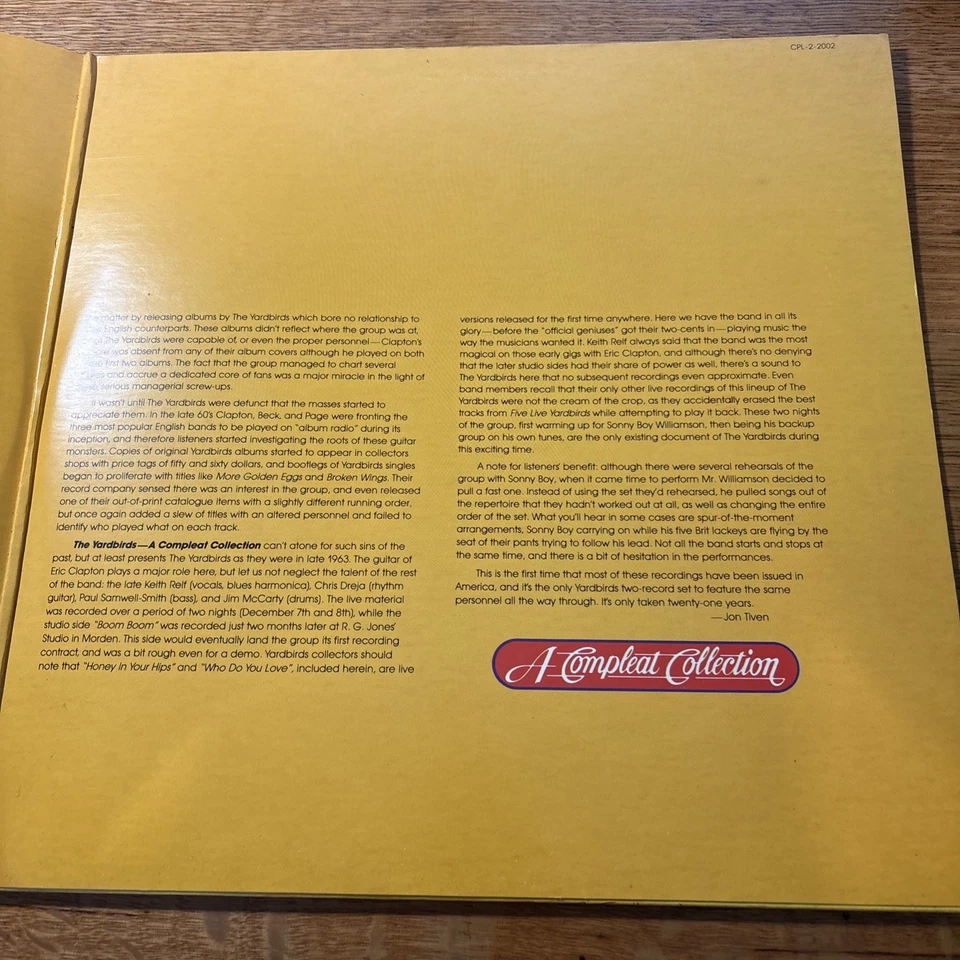 CPL-2-2002
matter by releasing albums by The Yardbirds which bore no relationship to
English counterparts. These albums didn't reflect where the group was at,
The Yardbirds were capable of, or even the proper personnel—Clapton's
was absent from any of their album covers although he played on both
first two albums. The fact that the group managed to chart several
and accrue a dedicated core of fans was a major miracle in the light of
serious managerial screw-ups.
It wasn't until The Yardbirds were defunct that the masses started to
appreciate them. In the late 60's Clapton, Beck, and Page were fronting the
three most popular English bands to be played on "album radio" during its
inception, and therefore listeners started investigating the roots of these guitar
monsters. Copies of original Yardbirds albums started to appear in collectors
shops with price tags of fifty and sixty dollars, and bootlegs of Yardbirds singles
began to proliferate with titles like More Golden Eggs and Broken Wings. Their
record company sensed there was an interest in the group, and even released
one of their out-of-print catalogue items with a slightly different running order,
but once again added a slew of titles with an altered personnel and failed to
identify who played what on each track.
The Yardbirds—A Compleat Collection can't atone for such sins of the
past, but at least presents The Yardbirds as they were in late 1963. The guitar of
Eric Clapton plays a major role here, but let us not neglect the talent of the rest
of the band: the late Keith Relf (vocals, blues harmonica), Chris Dreja (rhythm
guitar), Paul Samwell-Smith (bass), and Jim McCarty (drums). The live material
was recorded over a period of two nights (December 7th and 8th), while the
studio side "Boom Boom" was recorded just two months later at R. G. Jones'
Studio in Morden. This side would eventually land the group its first recording
contract, and was a bit rough even for a demo. Yardbirds collectors should
note that "Honey In Your Hips" and "Who Do You Love", included herein, are live
versions released for the first time anywhere. Here we have the band in all its
glory—before the "official geniuses" got their two-cents in—playing music the
way the musicians wanted it. Keith Relf always said that the band was the most
magical on those early gigs with Eric Clapton, and although there's no denying
that the later studio sides had their share of power as well, there's a sound to
The Yardbirds here that no subsequent recordings even approximate. Even
band members recall that their only other live recordings of this lineup of The
Yardbirds were not the cream of the crop, as they accidentally erased the best
tracks from Five Live Yardbirds while attempting to play it back. These two nights
of the group, first warming up for Sonny Boy Williamson, then being his backup
group on his own tunes, are the only existing document of The Yardbirds during
this exciting time.
A note for listeners' benefit: although there were several rehearsals of the
group with Sonny Boy, when it came time to perform Mr. Williamson decided to
pull a fast one. Instead of using the set they'd rehearsed, he pulled songs out of
the repertoire that they hadn't worked out at all, as well as changing the entire
order of the set. What you'll hear in some cases are spur-of-the-moment
arrangements, Sonny Boy carrying on while his five Brit lackeys are flying by the
seat of their pants trying to follow his lead. Not all the band starts and stops at
the same time, and there is a bit of hesitation in the performances.
This is the first time that most of these recordings have been issued in
America, and it's the only Yardbirds two-record set to feature the same
personnel all the way through. It's only taken twenty-one years.
—Jon Tiven
A Compleat Collection